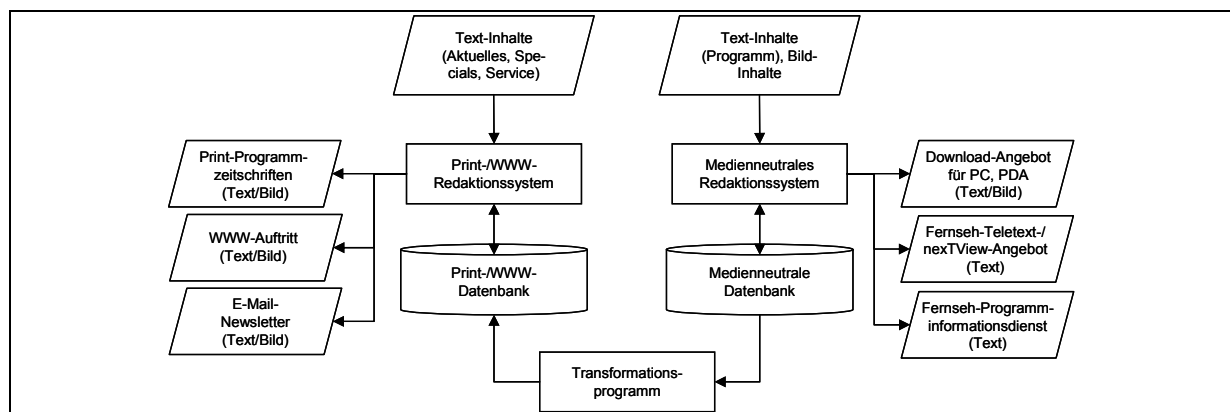 Text-Inhalte
(Aktuelles, Spe-
cials, Service)
Text-Inhalte
(Programm), Bild-
Inhalte
Print-Programm-
zeitschriften
(Text/Bild)
Print-/WWW-
Redaktionssystem
Medienneutrales
Redaktionssystem
Download-Angebot
für PC, PDA
(Text/Bild)
WWW-Auftritt
(Text/Bild)
Print-/WWW-
Datenbank
Medienneutrale
Datenbank
Fernseh-Teletext-/
nexTView-Angebot
(Text)
E-Mail-
Newsletter
(Text/Bild)
Fernseh-Programm-
informationsdienst
(Text)
Transformations-
programm